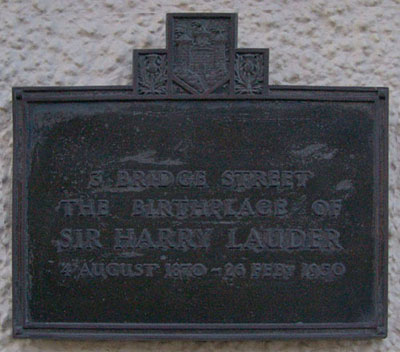 3 BRIDGE STREET
THE BIRTHPLACE OF
SIR HARRY LAUDER
4 AUGUST 1870 - 26 FEBY 1950